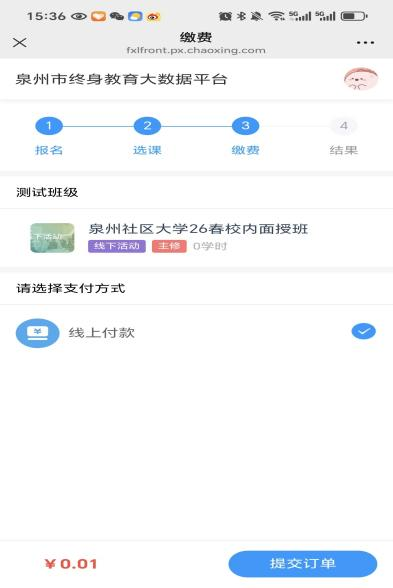 15:36
缴费
fxlfront.px.chaoxing.com
泉州市终身教育大数据平台
1 2 3 4
报名 选课 缴费 结果
测试班级
泉州社区大学26春校内面授班
线下活动 主修 0学时
请选择支付方式
线上付款
¥0.01 提交订单